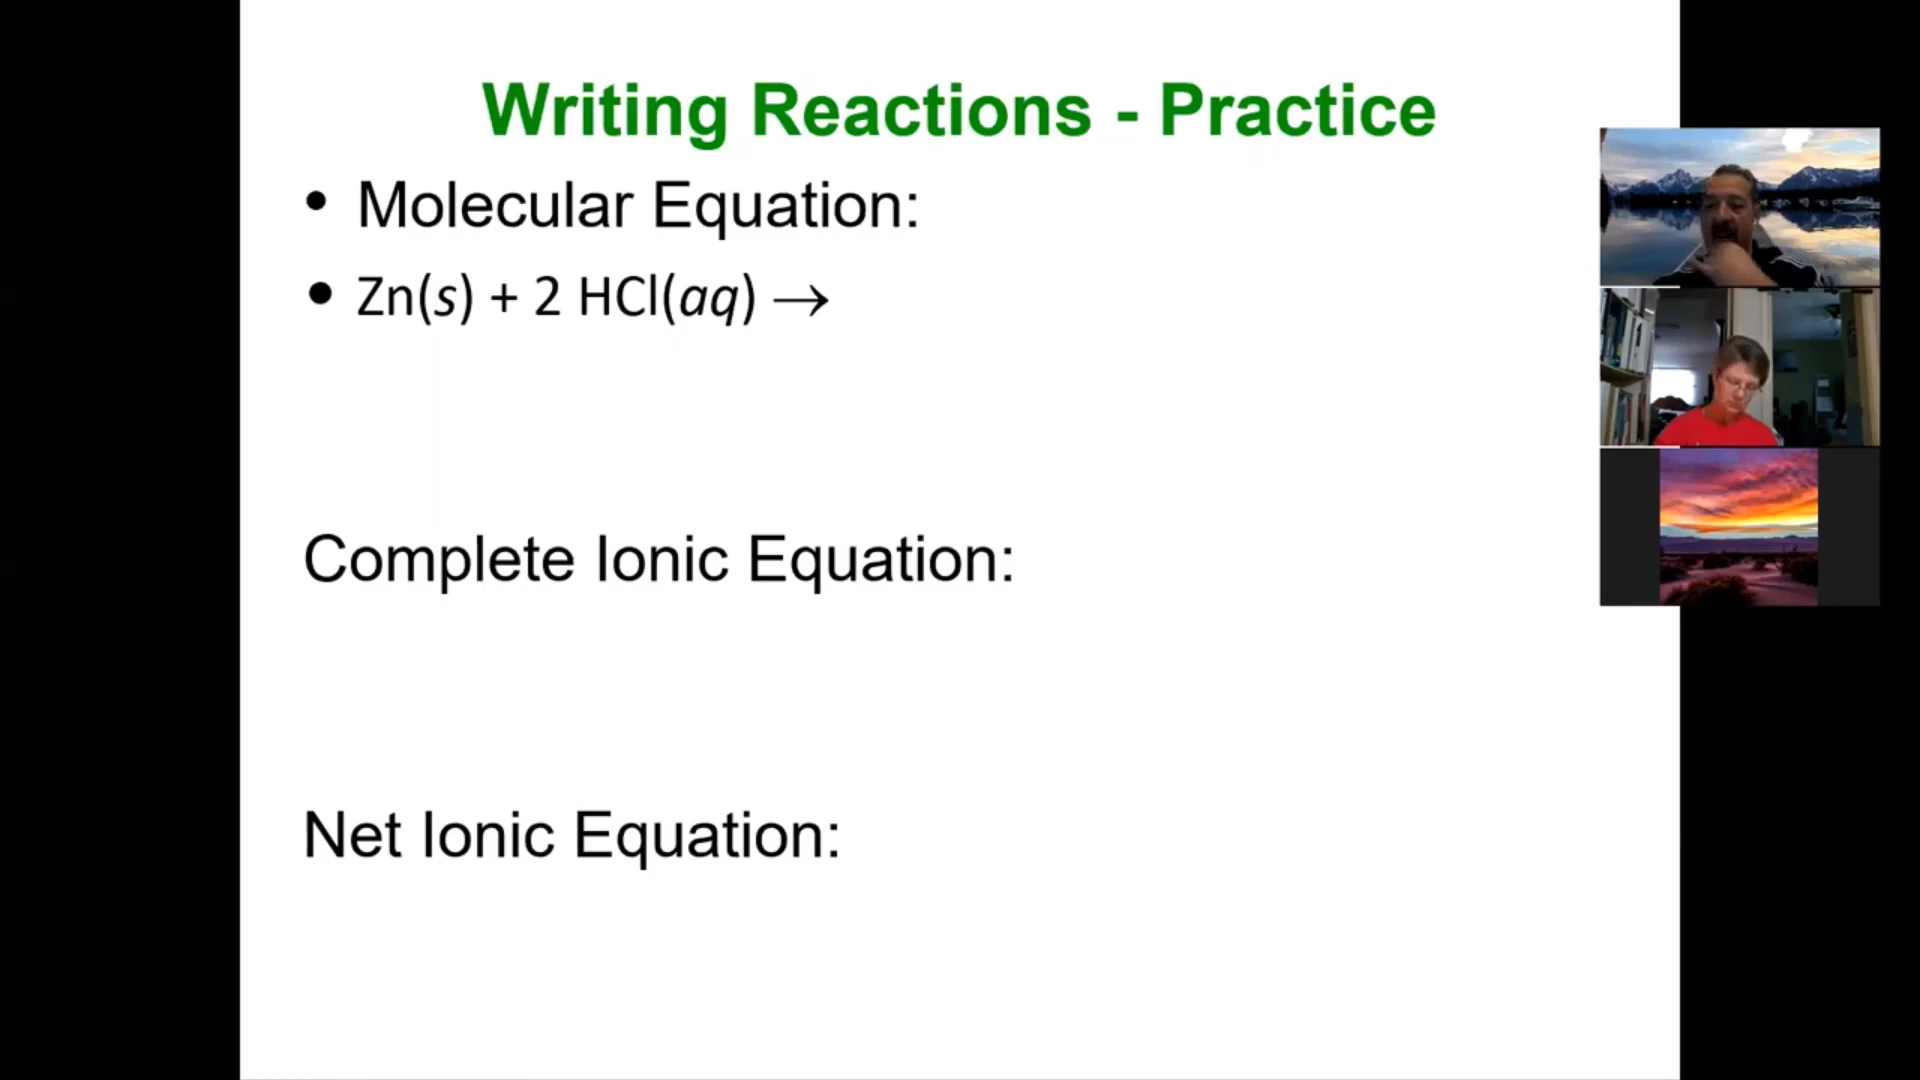 Writing Reactions - Practice
• Molecular Equation:
• Zn(s) + 2 HCl(aq) →
Complete Ionic Equation:
Net Ionic Equation: